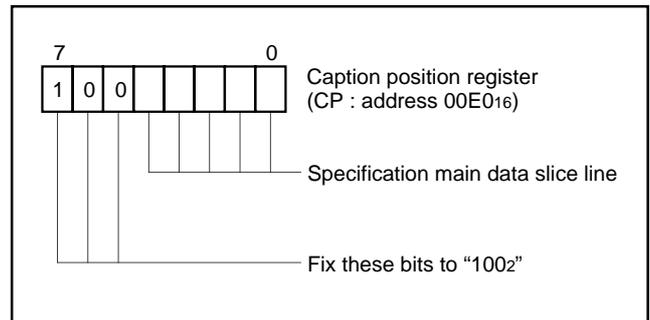 7 0
1 0 0
Caption position register
(CP : address 00E016)
Specification main data slice line
Fix these bits to “1002”